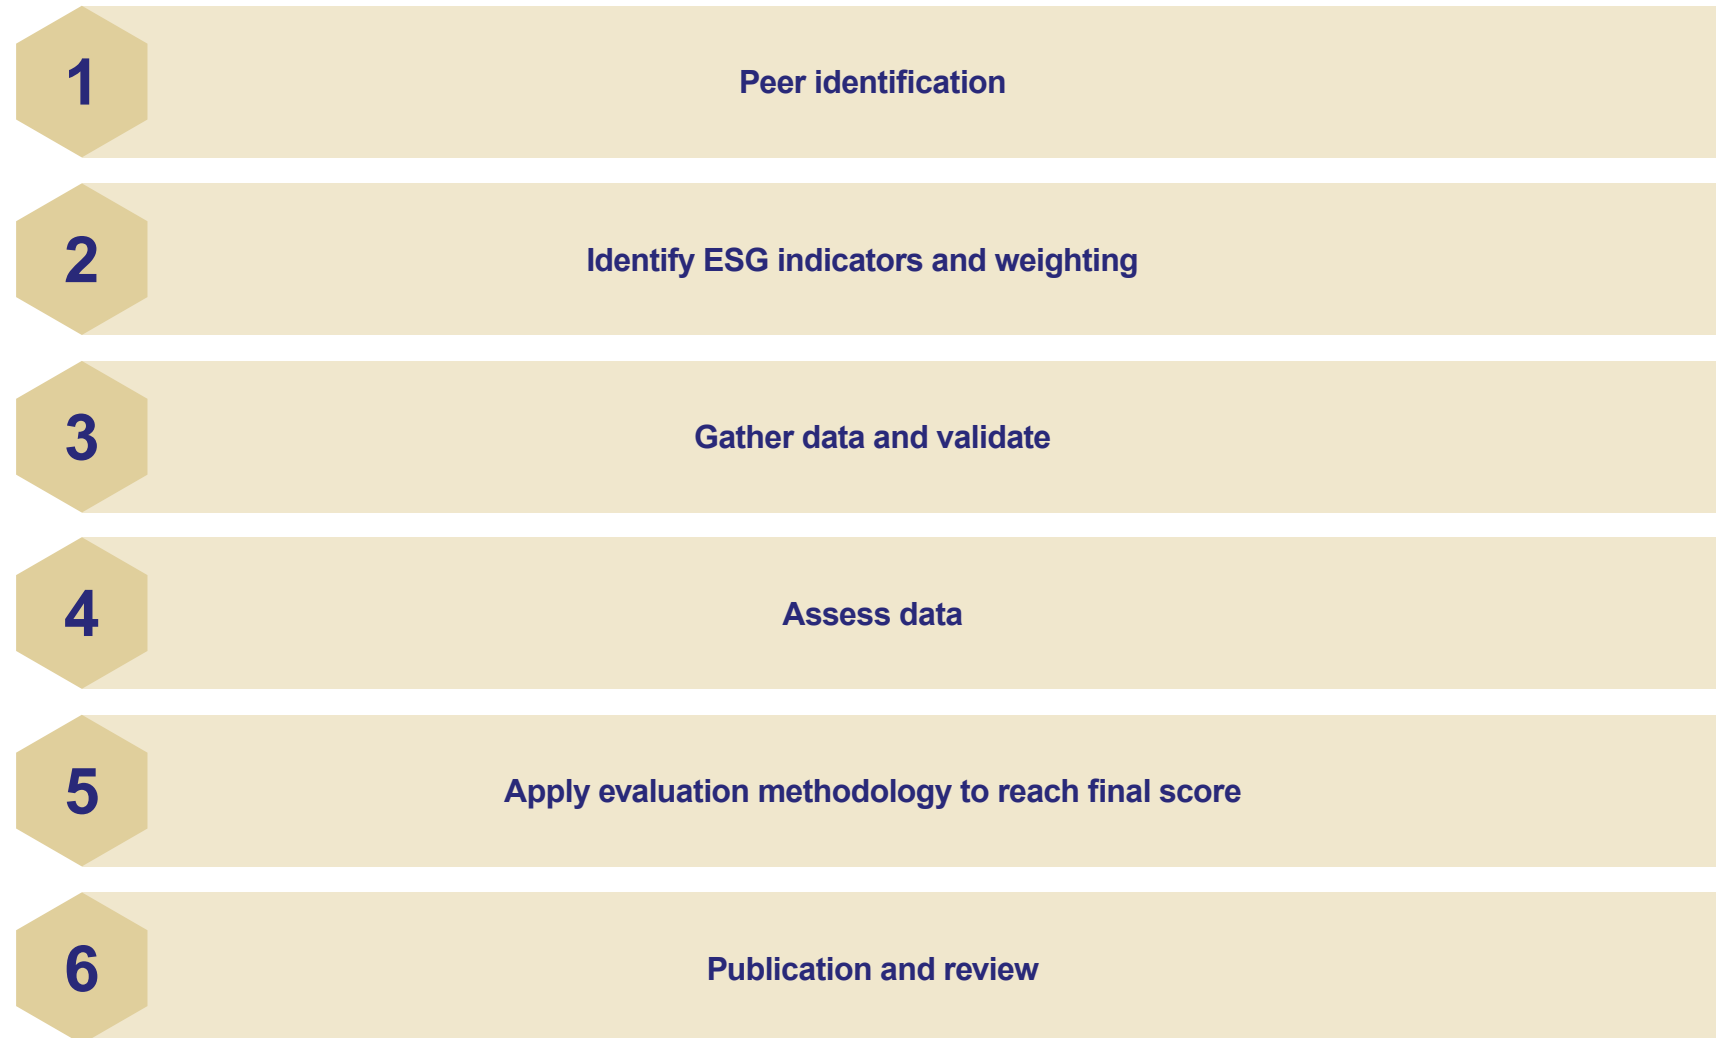 1
Peer identification
2
Identify ESG indicators and weighting
3
Gather data and validate
4
Assess data
5
Apply evaluation methodology to reach final score
6
Publication and review